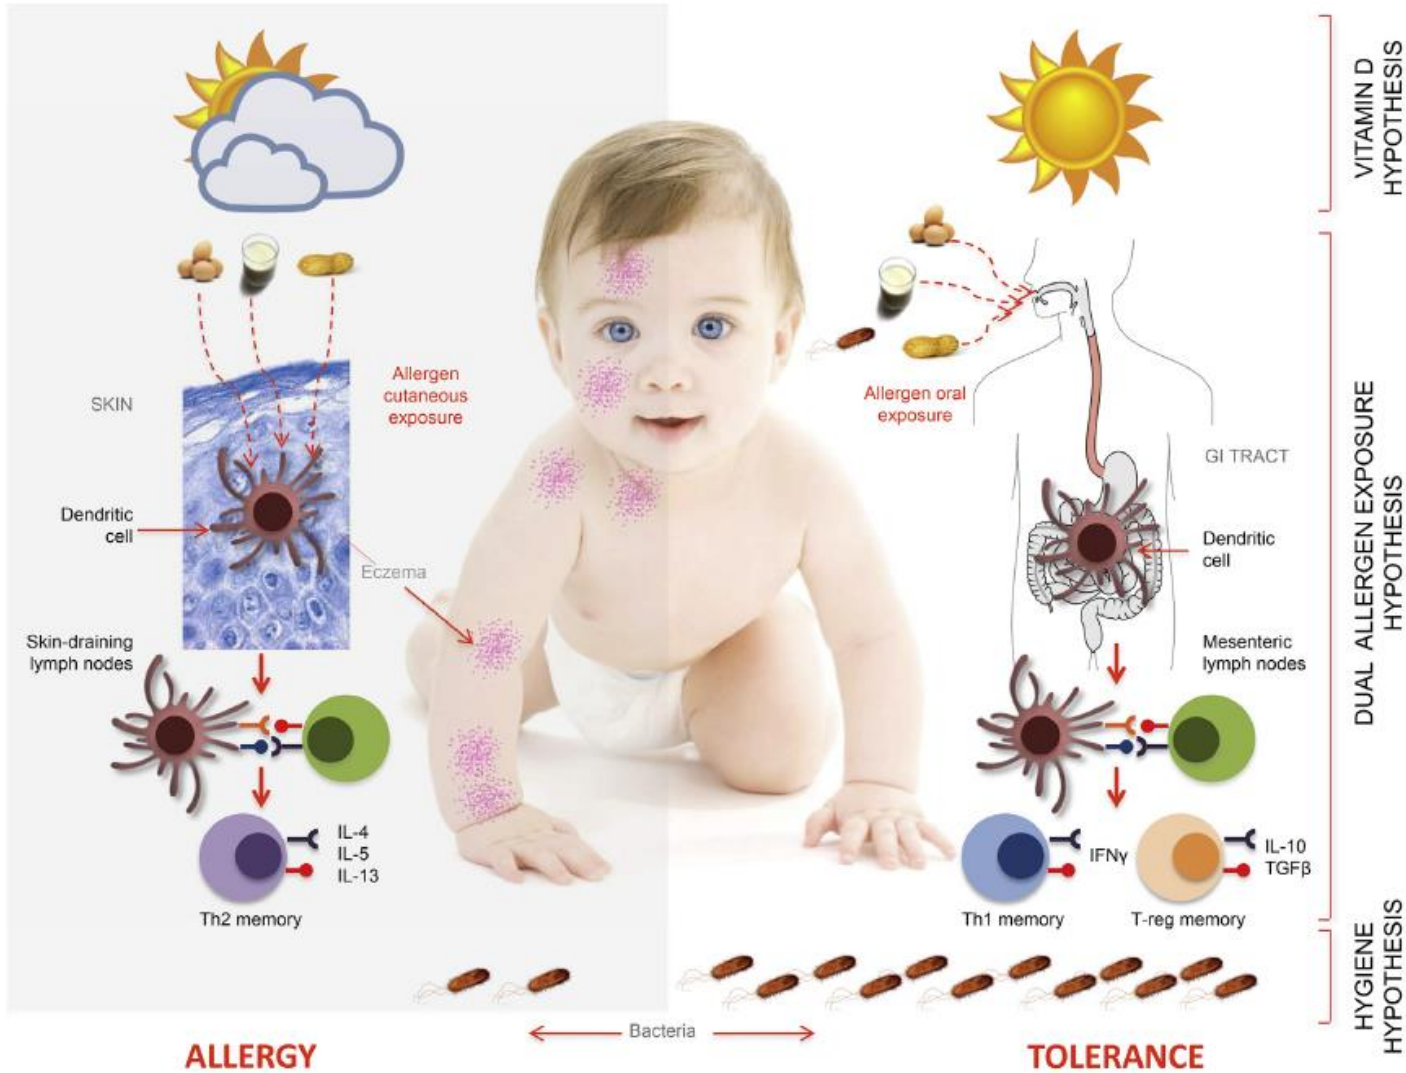 VITAMIN D
HYPOTHESIS
Allergen
cutaneous
exposure
SKIN
Dendritic
cell
Eczema
Skin-draining
lymph nodes
IL-4
IL-5
IL-13
Th2 memory
Allergen oral
exposure
GI TRACT
Dendritic
cell
Mesenteric
lymph nodes
IFNγ
IL-10
TGFβ
Th1 memory
T-reg memory
DUAL ALLERGEN EXPOSURE
HYPOTHESIS
HYGIENE
HYPOTHESIS
Bacteria
ALLERGY
TOLERANCE